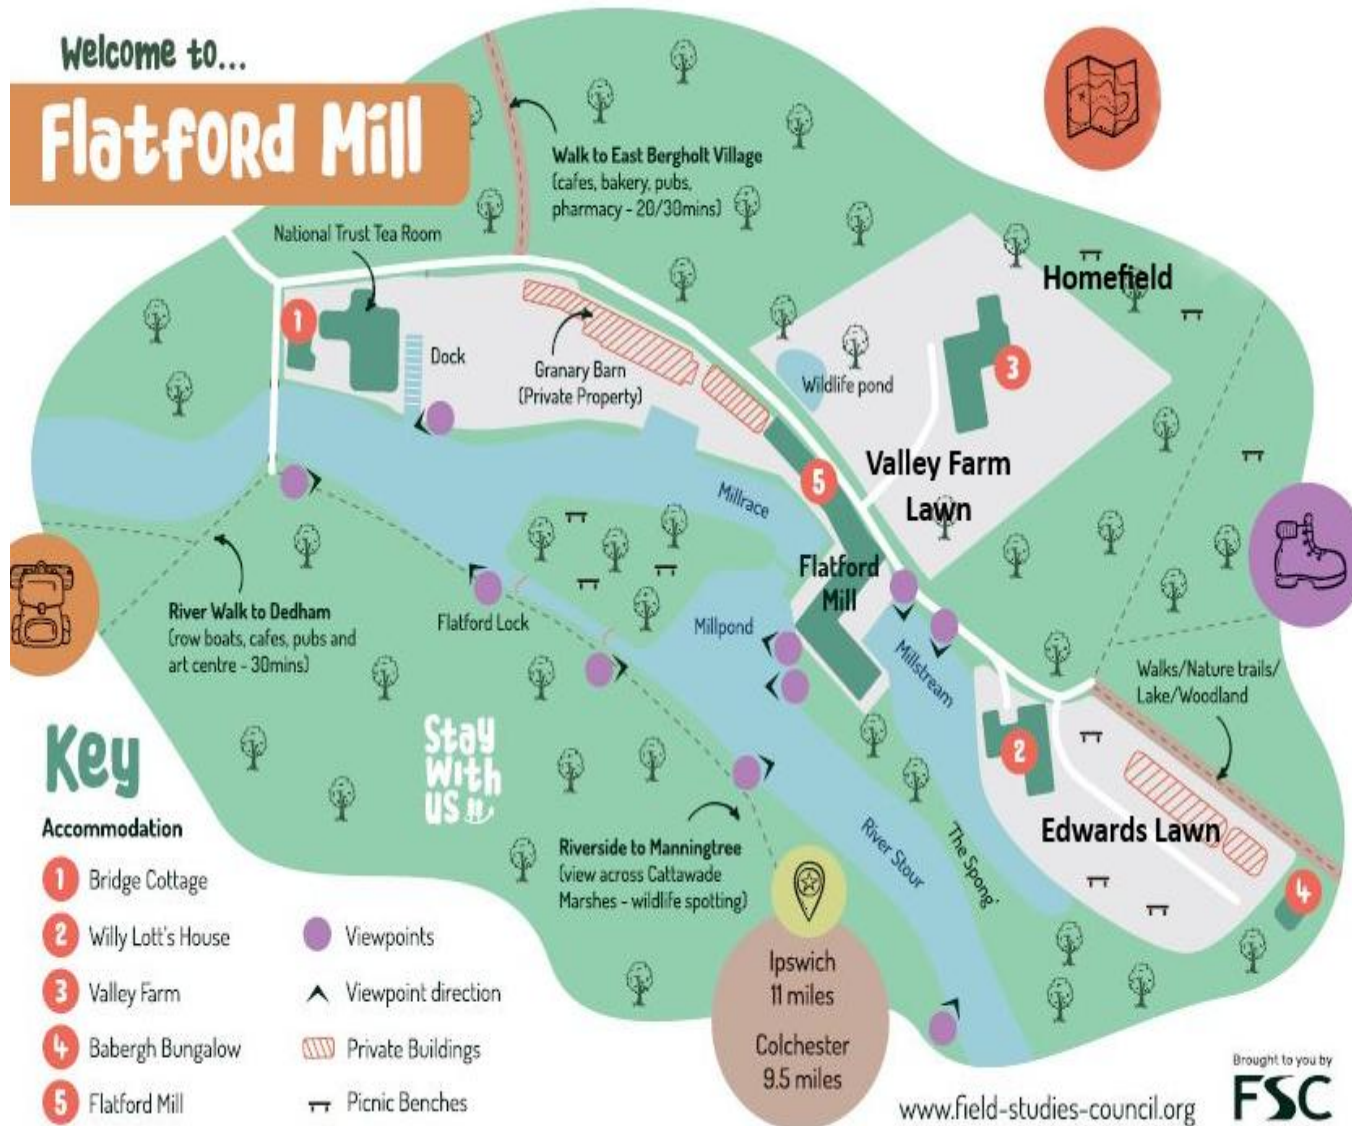 Welcome to...
Flatford Mill
Walk to East Bergholt Village
(cafes, bakery, pubs,
pharmacy - 20/30mins)
National Trust Tea Room
Homefield
1
Dock
Granary Barn
(Private Property)
Wildlife pond
3
Valley Farm
Lawn
5
Millrace
Flatford
Mill
River Walk to Dedham
(row boats, cafes, pubs and
art centre - 30mins)
Flatford Lock
Millpond
Millstream
Walks/Nature trails/
Lake/Woodland
2
Edwards Lawn
4
Stay
With
us
Riverside to Manningtree
(view across Cattawade
Marshes - wildlife spotting)
River Stour
'The Spong'
Ipswich
11 miles
Colchester
9.5 miles
Key
Accommodation
1 Bridge Cottage
2 Willy Lott's House
3 Valley Farm
4 Babergh Bungalow
5 Flatford Mill
Viewpoints
Viewpoint direction
Private Buildings
Picnic Benches
www.field-studies-council.org
Brought to you by
FSC